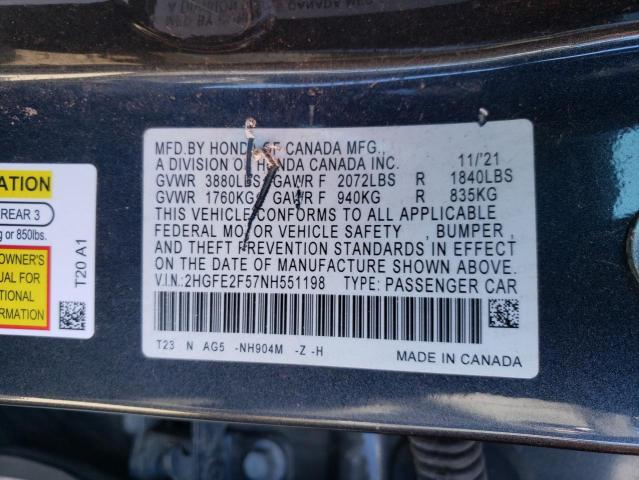 MFD.BY HONDA OF CANADA MFG.,
A DIVISION OF HONDA CANADA INC. 11/'21
GVWR 3880LBS GAWR F 2072LBS R 1840LBS
GVWR 1760KG GAWR F 940KG R 835KG
THIS VEHICLE CONFORMS TO ALL APPLICABLE
FEDERAL MOTOR VEHICLE SAFETY , BUMPER ,
AND THEFT PREVENTION STANDARDS IN EFFECT
ON THE DATE OF MANUFACTURE SHOWN ABOVE.
V.I.N.:2HGFE2F57NH551198 TYPE: PASSENGER CAR
T23 N AG5 -NH904M -Z -H
MADE IN CANADA
ATION
REAR 3
g or 850lbs.
OWNER'S
UAL FOR
TIONAL
MATION
T20 A1
CANADA